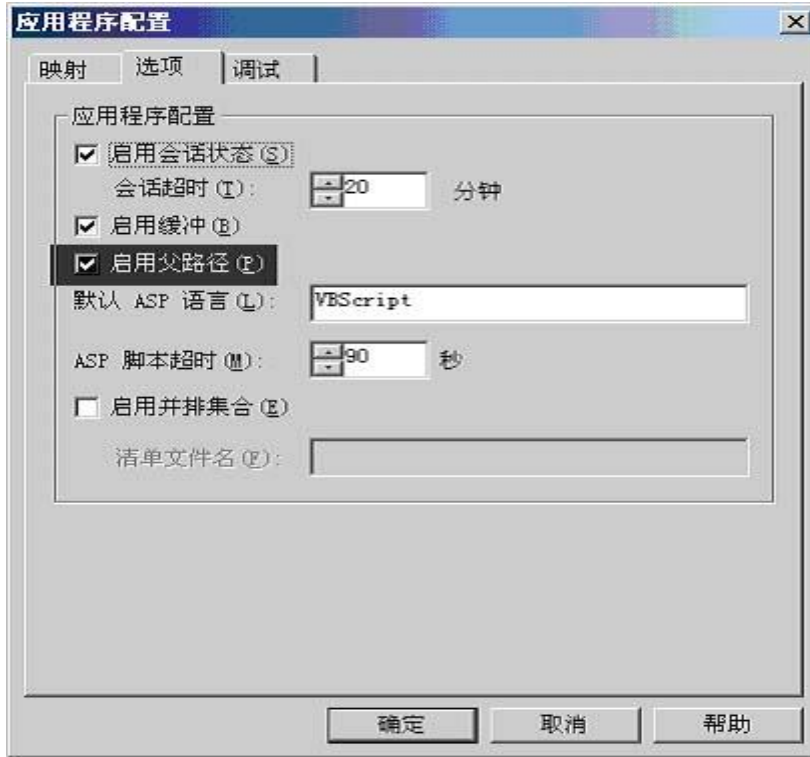 应用程序配置
映射 选项 调试
应用程序配置
启用会话状态(S)
会话超时(T): 20 分钟
启用缓冲(B)
启用父路径(P)
默认 ASP 语言(L): VBScript
ASP 脚本超时(M): 90 秒
启用并排集合(E)
清单文件名(F):
确定 取消 帮助